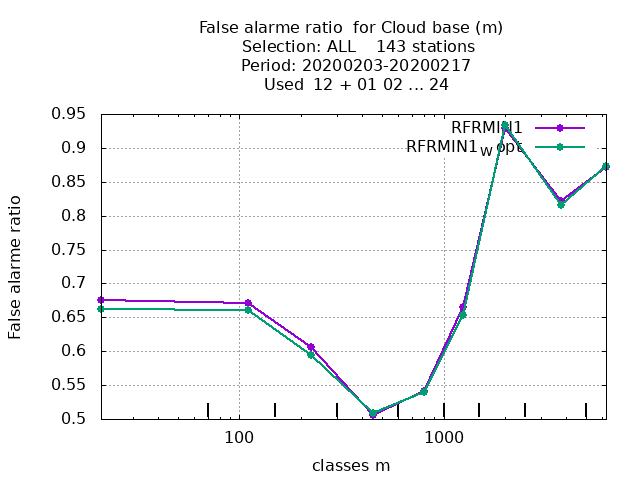 False alarme ratio  for Cloud base (m)
Selection: ALL    143 stations
Period: 20200203-20200217
Used  12 + 01 02 ... 24
RFRMIN1
RFRMIN1W opt
0.95
0.9
0.85
0.8
0.75
0.7
0.65
0.6
0.55
0.5
False alarme ratio
100
1000
classes m